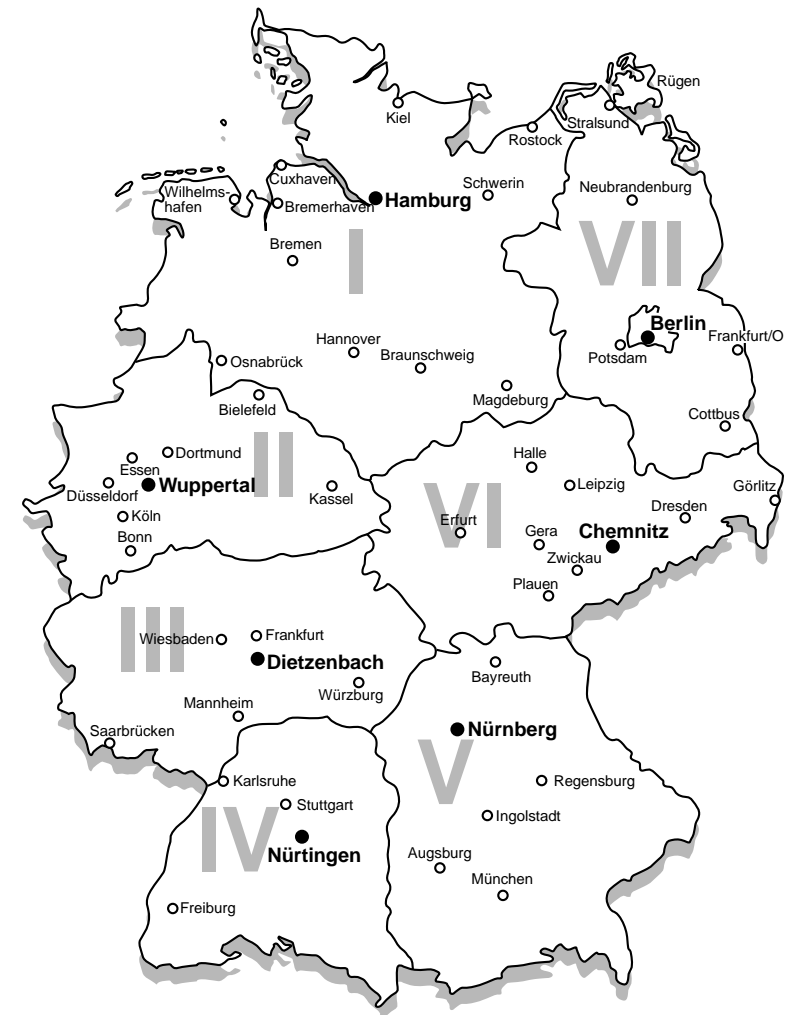 Rügen
Kiel
Stralsund
Rostock
Cuxhaven
Schwerin
Neubrandenburg
Wilhelms-
hafen
Hamburg
Bremerhaven
Bremen
I
VII
Berlin
Hannover
Frankfurt/O
Braunschweig
Potsdam
Osnabrück
Magdeburg
Bielefeld
Cottbus
Dortmund
Halle
Essen
II
Wuppertal
Leipzig
Görlitz
Düsseldorf
Kassel
VI
Dresden
Köln
Erfurt
Gera
Chemnitz
Bonn
Zwickau
Plauen
III
Wiesbaden
Frankfurt
Dietzenbach
Bayreuth
Würzburg
Mannheim
Saarbrücken
Nürnberg
V
Karlsruhe
Regensburg
Stuttgart
Ingolstadt
IV
Nürtingen
Augsburg
München
Freiburg